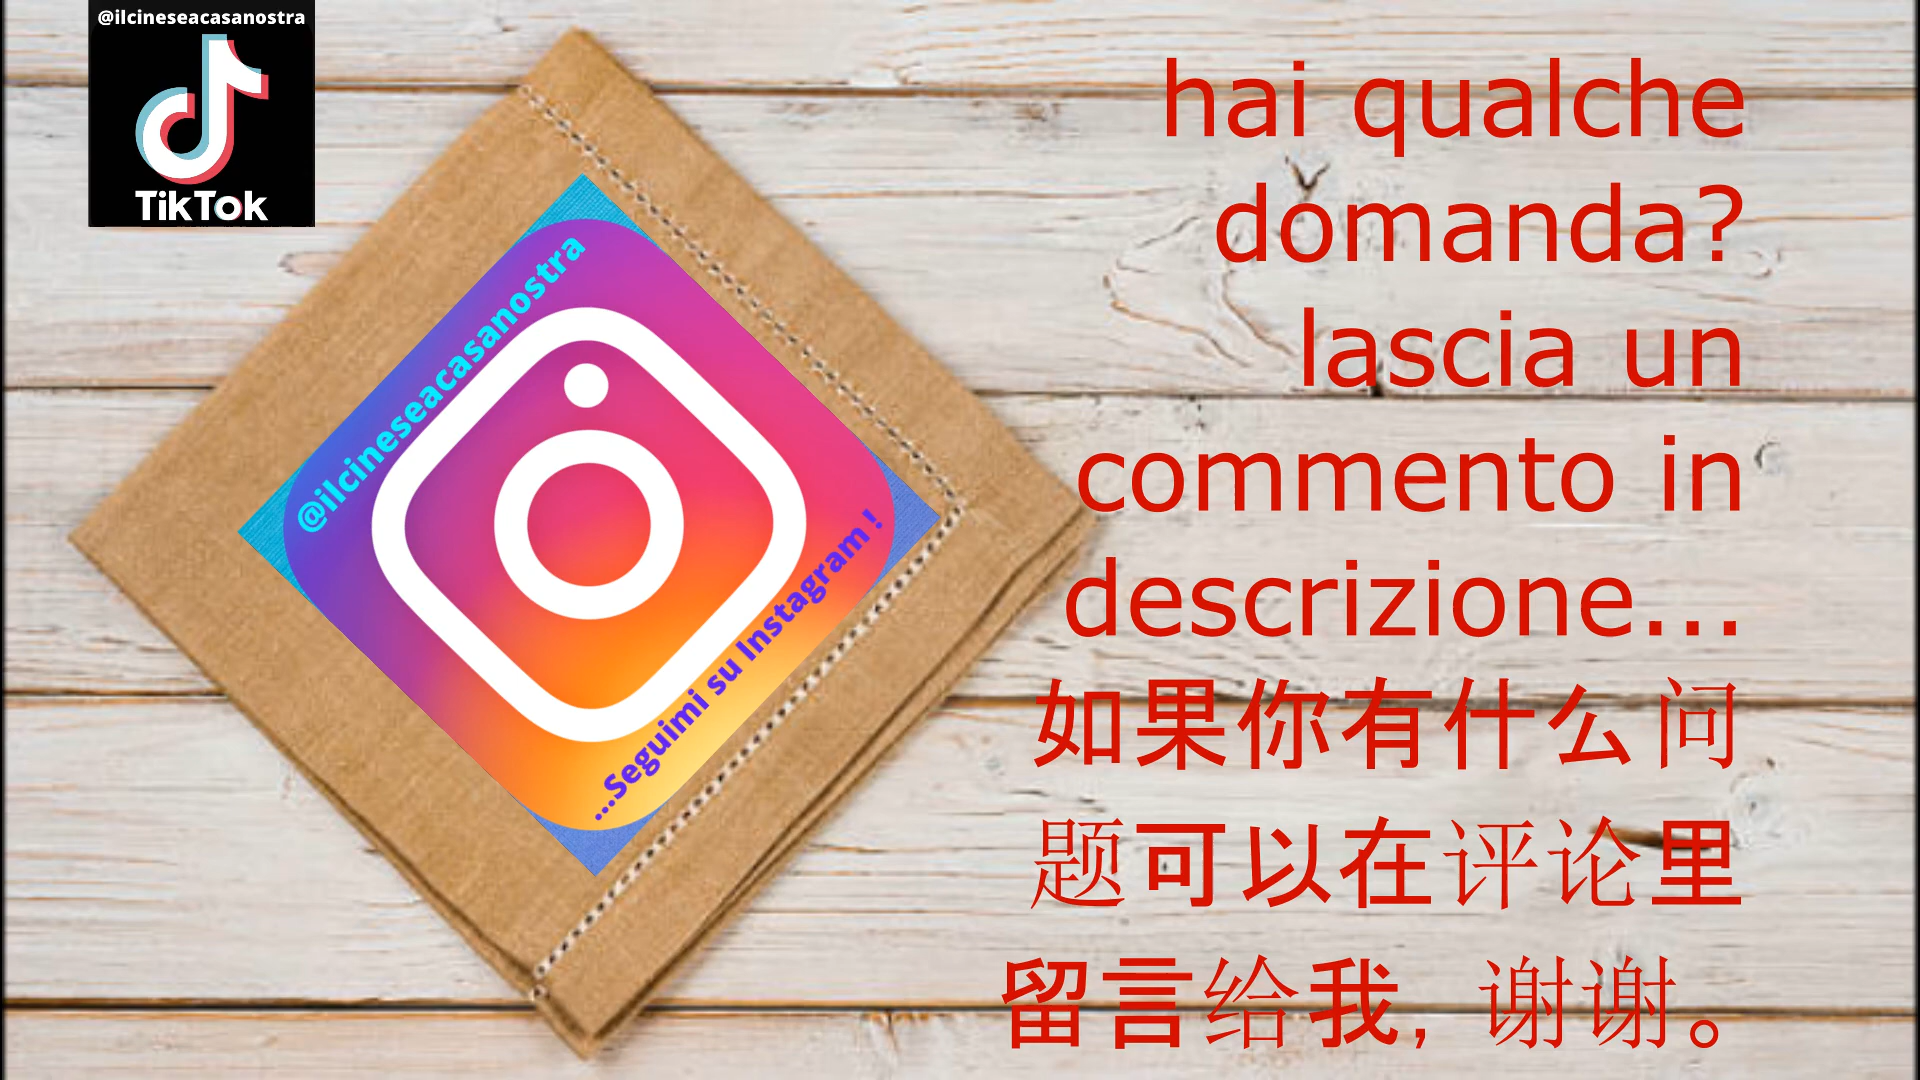 @ilcineseacasanostra
TikTok
@ilcineseacasanostra
...Seguimi su Instagram !
hai qualche
domanda?
lascia un
commento in
descrizione...
如果你有什么问
题可以在评论里
留言给我，谢谢。